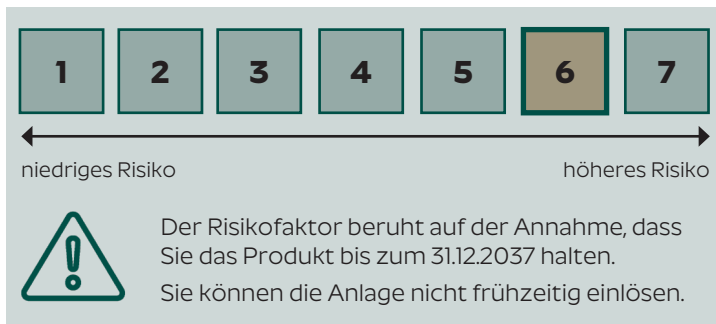 1 2 3 4 5 6 7
niedriges Risiko höheres Risiko
Der Risikofaktor beruht auf der Annahme, dass
Sie das Produkt bis zum 31.12.2037 halten.
Sie können die Anlage nicht frühzeitig einlösen.